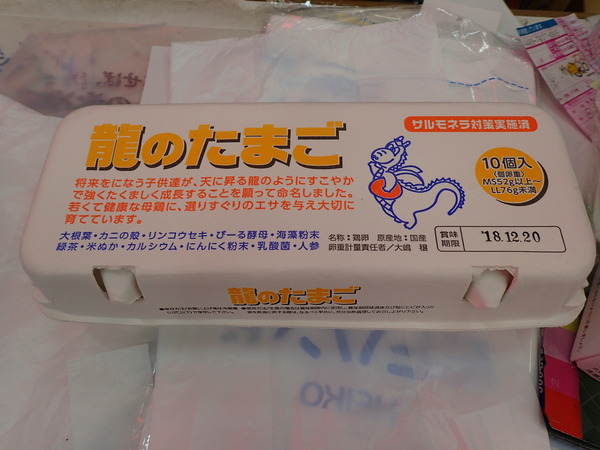 龍のたまご
サルモネラ対策実施済
10個入
(個卵重)
MS52g以上〜
LL76g未満
将来をになう子供達が、天に昇る龍のようにすこやか
で強くたくましく成長することを願って命名しました。
若くて健康な母鶏に、選りすぐりのエサを与え大切に
育てています。
大根葉・カニの殻・リンコウセキ・びーる酵母・海藻粉末
緑茶・米ぬか・カルシウム・にんにく粉末・乳酸菌・人参
名称/鶏卵 原産地:国産
卵重計量責任者/大嶋 穣
賞味
期限
'18.12.20
龍のたまご